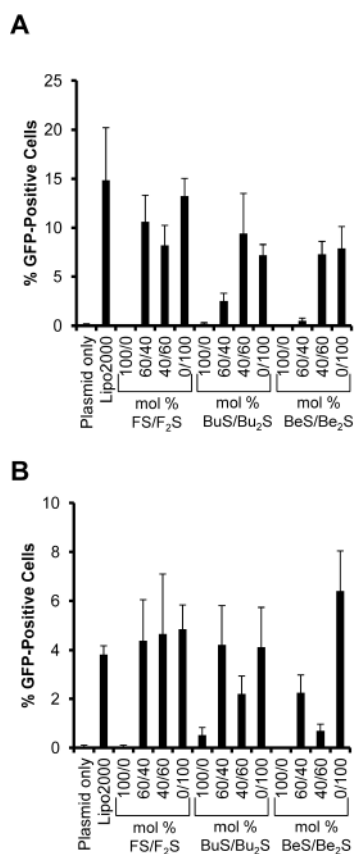 A
% GFP-Positive Cells
25
20
15
10
5
0
Plasmid only
Lipo2000
100/0
60/40
40/60
0/100
100/0
60/40
40/60
0/100
100/0
60/40
40/60
0/100
mol %
FS/F₂S
mol %
BuS/Bu₂S
mol %
BeS/Be₂S
B
% GFP-Positive Cells
10
8
6
4
2
0
Plasmid only
Lipo2000
100/0
60/40
40/60
0/100
100/0
60/40
40/60
0/100
100/0
60/40
40/60
0/100
mol %
FS/F₂S
mol %
BuS/Bu₂S
mol %
BeS/Be₂S